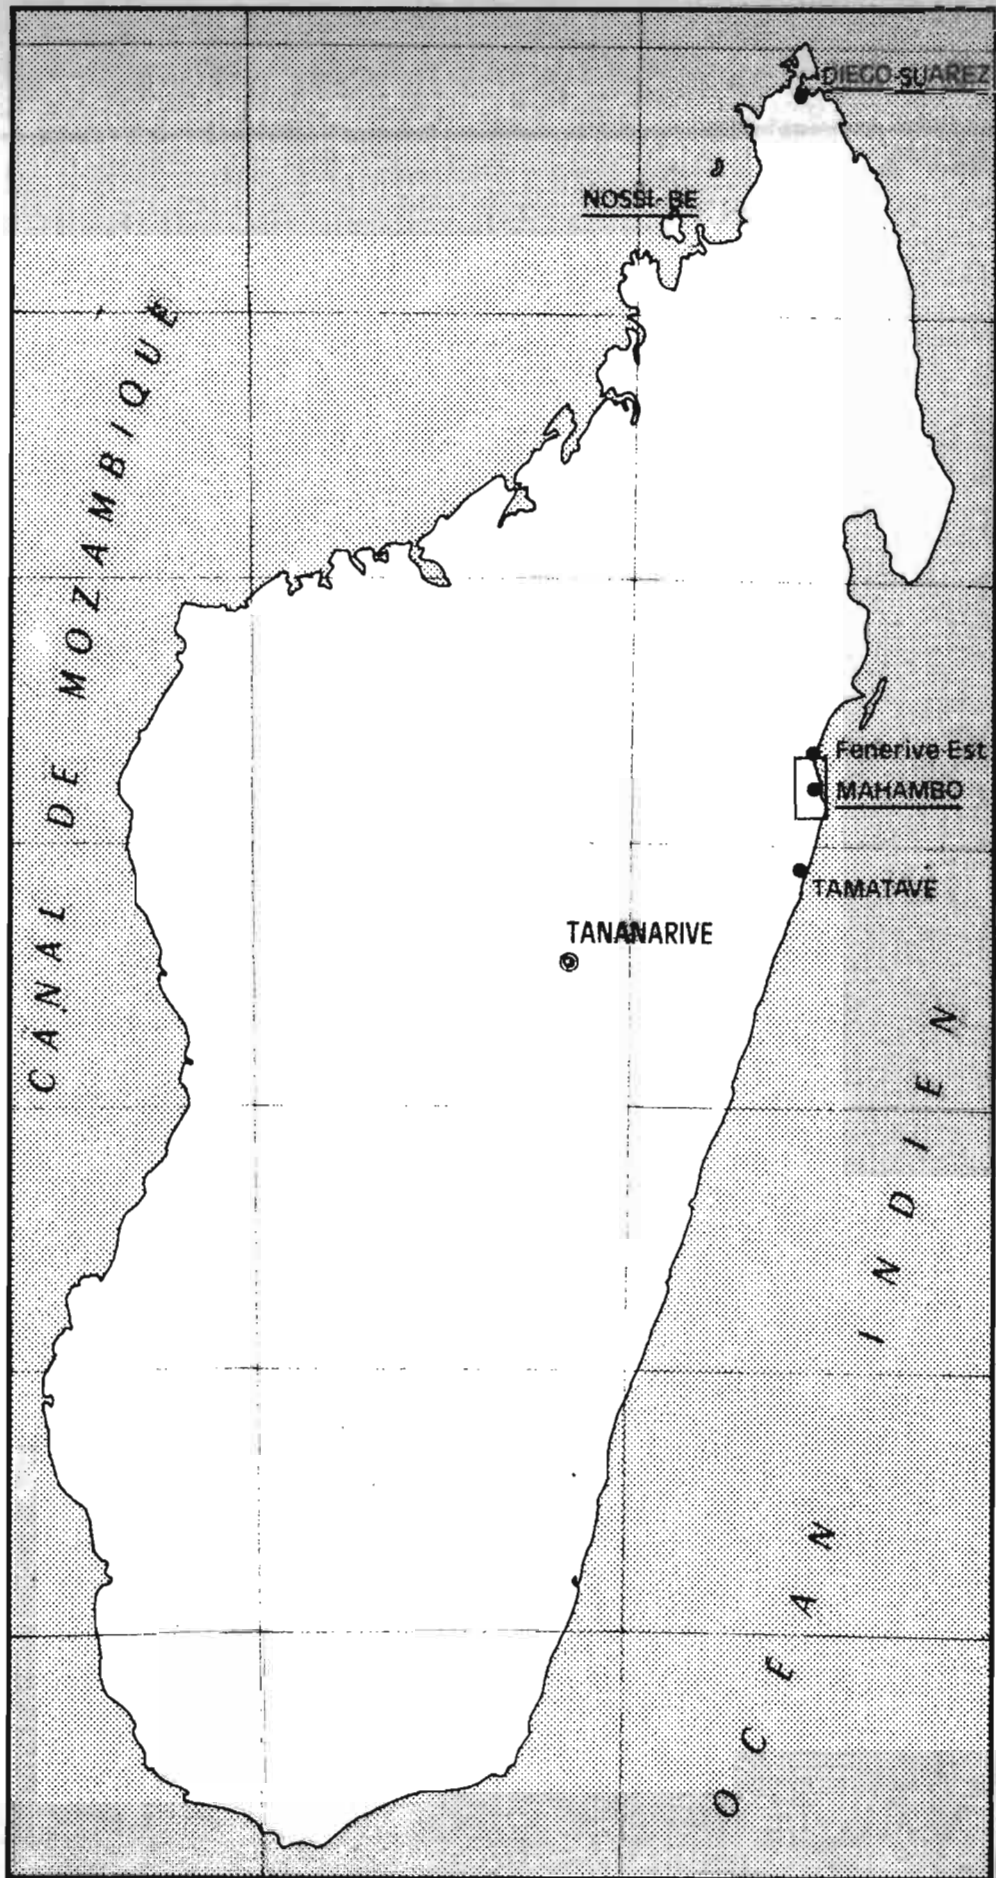 DIEGO-SUAREZ
NOSSI-BE
CANAL DE MOZAMBIQUE
Fenerive-Est
MAHAMBO
TAMATAVE
TANANARIVE
OCEAN INDIEN